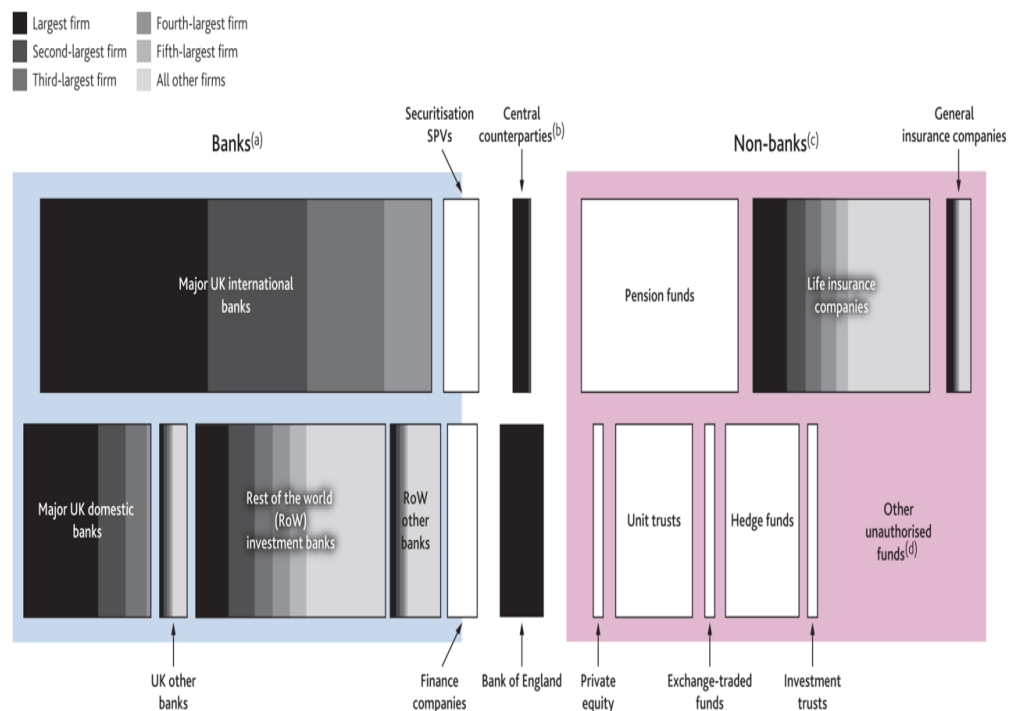 Largest firm
Second-largest firm
Third-largest firm
Fourth-largest firm
Fifth-largest firm
All other firms
Banks(a)
Securitisation
SPVs
Central
counterparties(b)
Non-banks(c)
General
insurance companies
Major UK international
banks
Pension funds
Life insurance
companies
Major UK domestic
banks
Rest of the world
(RoW)
investment banks
RoW
other
banks
Unit trusts
Hedge funds
Other
unauthorised
funds(d)
UK other
banks
Finance
companies
Bank of England
Private
equity
Exchange-traded
funds
Investment
trusts